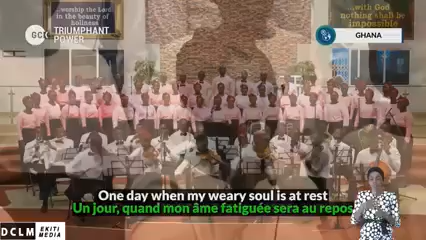 worship the Lord
in the beauty of
holiness
...with God
nothing shall be
impossible
GCK
TRIUMPHANT
POWER
GHANA
One day when my weary soul is at rest
Un jour, quand mon âme fatiguée sera au repos
DCLM
EKITI
MEDIA